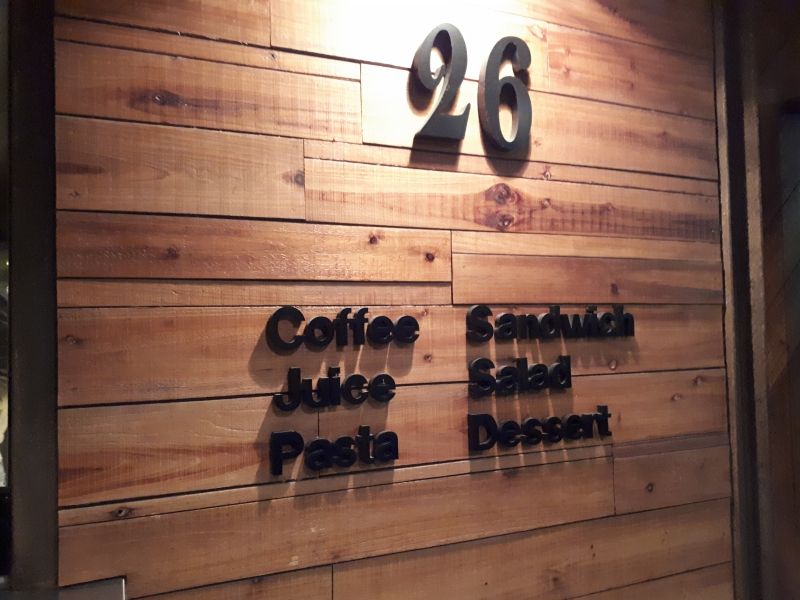 26
Coffee
Juice
Pasta
Sandwich
Salad
Dessert